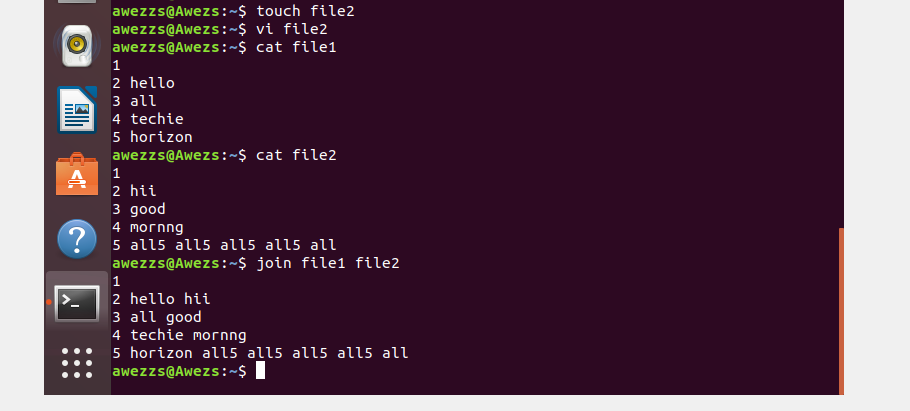 awezzs@Awezs:~$ touch file2
awezzs@Awezs:~$ vi file2
awezzs@Awezs:~$ cat file1
1
2 hello
3 all
4 techie
5 horizon
awezzs@Awezs:~$ cat file2
1
2 hii
3 good
4 mornng
5 all5 all5 all5 all5 all
awezzs@Awezs:~$ join file1 file2
1
2 hello hii
3 all good
4 techie mornng
5 horizon all5 all5 all5 all5 all
awezzs@Awezs:~$